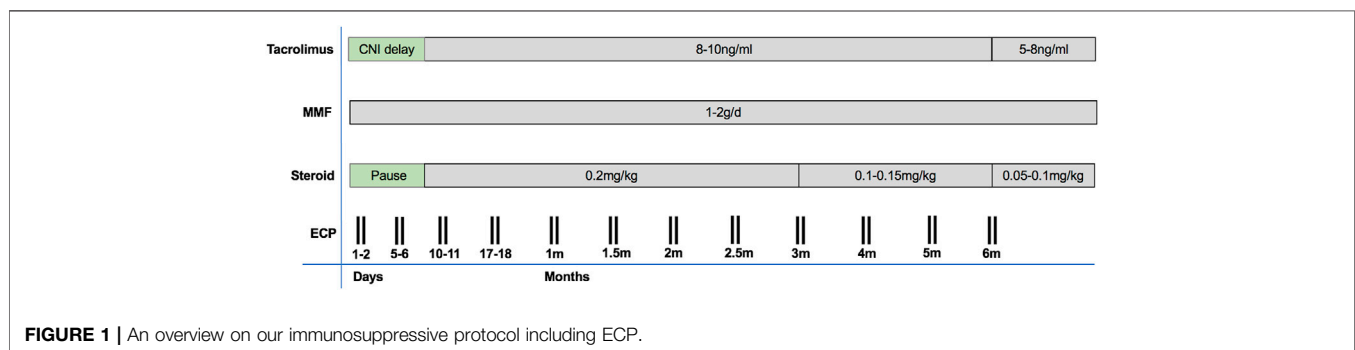 Tacrolimus CNI delay 8-10ng/ml 5-8ng/ml
MMF 1-2g/d
Steroid Pause 0.2mg/kg 0.1-0.15mg/kg 0.05-0.1mg/kg
ECP
1-2 5-6 10-11 17-18 1m 1.5m 2m 2.5m 3m 4m 5m 6m
Days Months
FIGURE 1 | An overview on our immunosuppressive protocol including ECP.